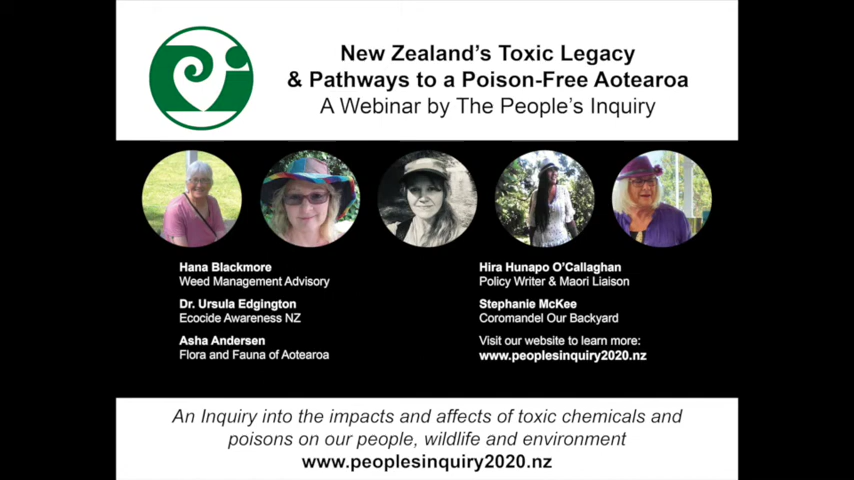 New Zealand's Toxic Legacy
& Pathways to a Poison-Free Aotearoa
A Webinar by The People's Inquiry
Hana Blackmore
Weed Management Advisory
Dr. Ursula Edgington
Ecocide Awareness NZ
Asha Andersen
Flora and Fauna of Aotearoa
Hira Hunapo O'Callaghan
Policy Writer & Maori Liaison
Stephanie McKee
Coromandel Our Backyard
Visit our website to learn more:
www.peoplesinquiry2020.nz
An Inquiry into the impacts and affects of toxic chemicals and
poisons on our people, wildlife and environment
www.peoplesinquiry2020.nz